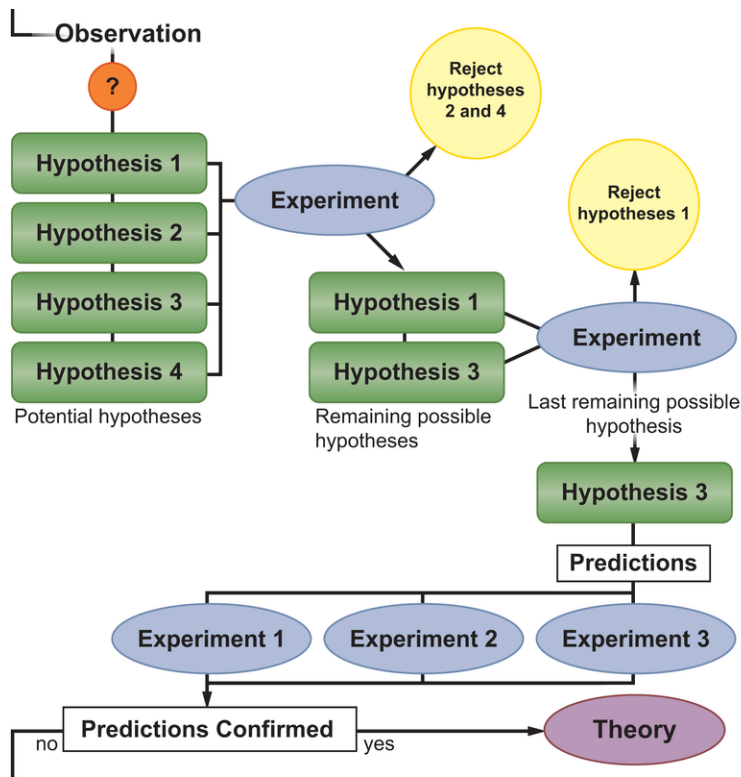 Observation
?
Hypothesis 1
Hypothesis 2
Hypothesis 3
Hypothesis 4
Potential hypotheses
Experiment
Reject
hypotheses
2 and 4
Hypothesis 1
Hypothesis 3
Remaining possible
hypotheses
Experiment
Reject
hypotheses 1
Last remaining possible
hypothesis
Hypothesis 3
Predictions
Experiment 1
Experiment 2
Experiment 3
Predictions Confirmed
no
yes
Theory